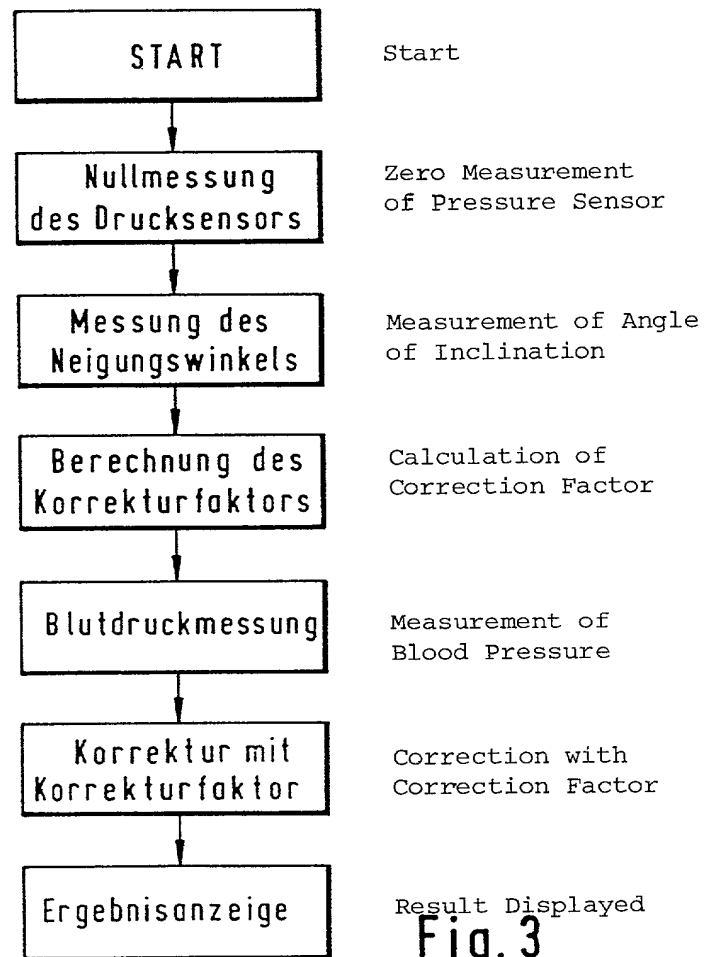 START
Start
Nullmessung
des Drucksensors
Zero Measurement
of Pressure Sensor
Messung des
Neigungswinkels
Measurement of Angle
of Inclination
Berechnung des
Korrekturfaktors
Calculation of
Correction Factor
Blutdruckmessung
Measurement of
Blood Pressure
Korrektur mit
Korrekturfaktor
Correction with
Correction Factor
Ergebnisanzeige
Result Displayed
Fig. 3